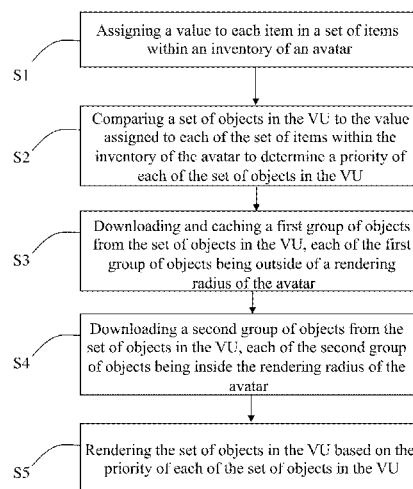 Assigning a value to each item in a set of items
within an inventory of an avatar
S1
Comparing a set of objects in the VU to the value
assigned to each of the set of items within the
inventory of the avatar to determine a priority of
each of the set of objects in the VU
S2
Downloading and caching a first group of objects
from the set of objects in the VU, each of the first
group of objects being outside of a rendering
radius of the avatar
S3
Downloading a second group of objects from the
set of objects in the VU, each of the second group
of objects being inside the rendering radius of the
avatar
S4
Rendering the set of objects in the VU based on the
priority of each of the set of objects in the VU
S5